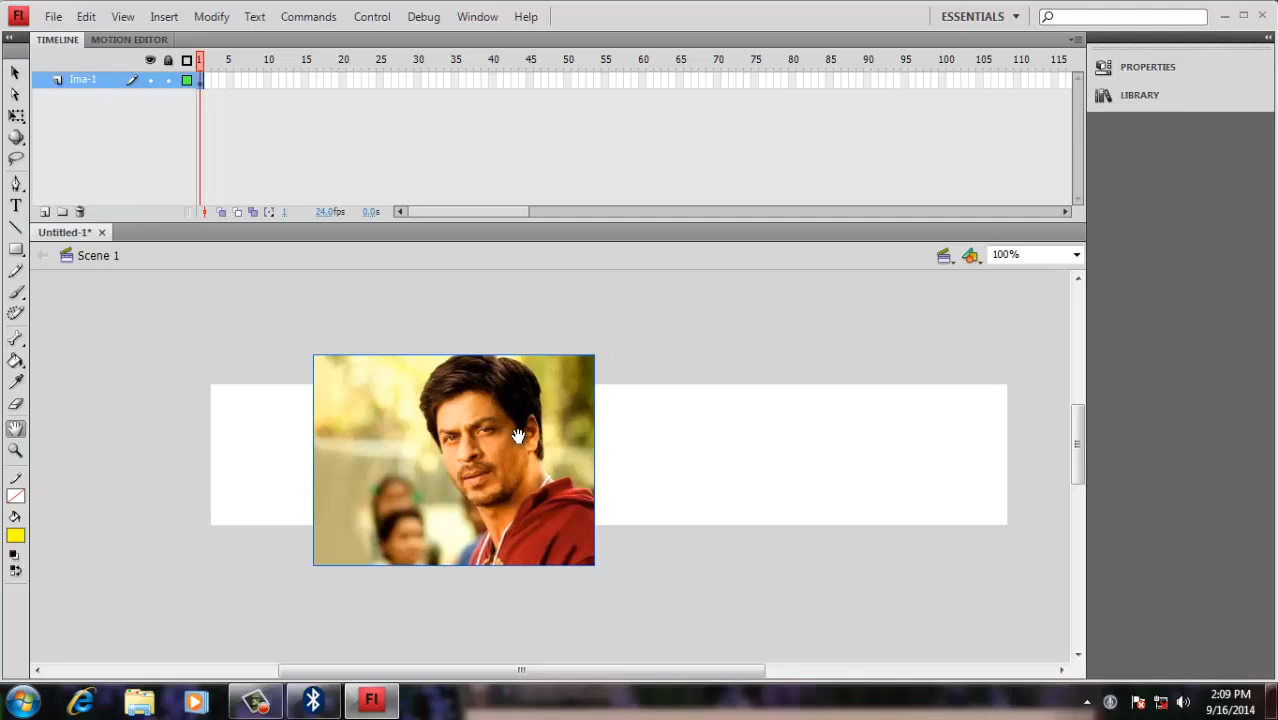 Fl File Edit View Insert Modify Text Commands Control Debug Window Help ESSENTIALS
TIMELINE MOTION EDITOR
1 5 10 15 20 25 30 35 40 45 50 55 60 65 70 75 80 85 90 95 100 105 110 115
Ima-1
PROPERTIES
LIBRARY
1 24.0fps 0.0s
Untitled-1*
Scene 1 100%
T
Fl
2:09 PM
9/16/2014